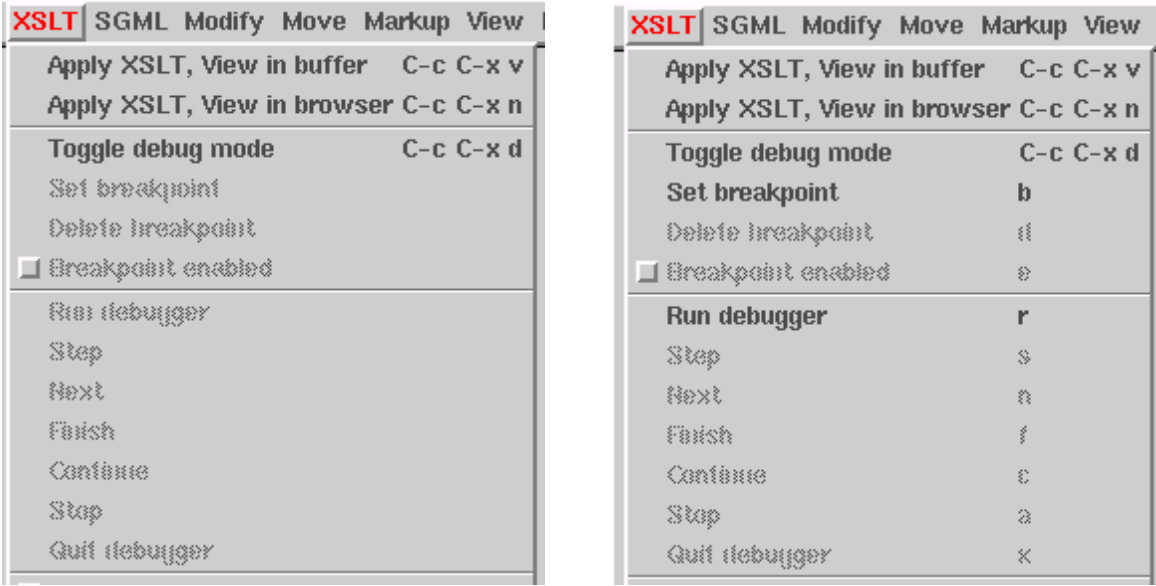 XSLT SGML Modify Move Markup View
Apply XSLT, View in buffer C-c C-x v
Apply XSLT, View in browser C-c C-x n
Toggle debug mode C-c C-x d
Set breakpoint
Delete breakpoint
Breakpoint enabled
Run debugger
Step
Next
Finish
Continue
Stop
Quit debugger
XSLT SGML Modify Move Markup View
Apply XSLT, View in buffer C-c C-x v
Apply XSLT, View in browser C-c C-x n
Toggle debug mode C-c C-x d
Set breakpoint b
Delete breakpoint d
Breakpoint enabled e
Run debugger r
Step s
Next n
Finish f
Continue c
Stop a
Quit debugger x